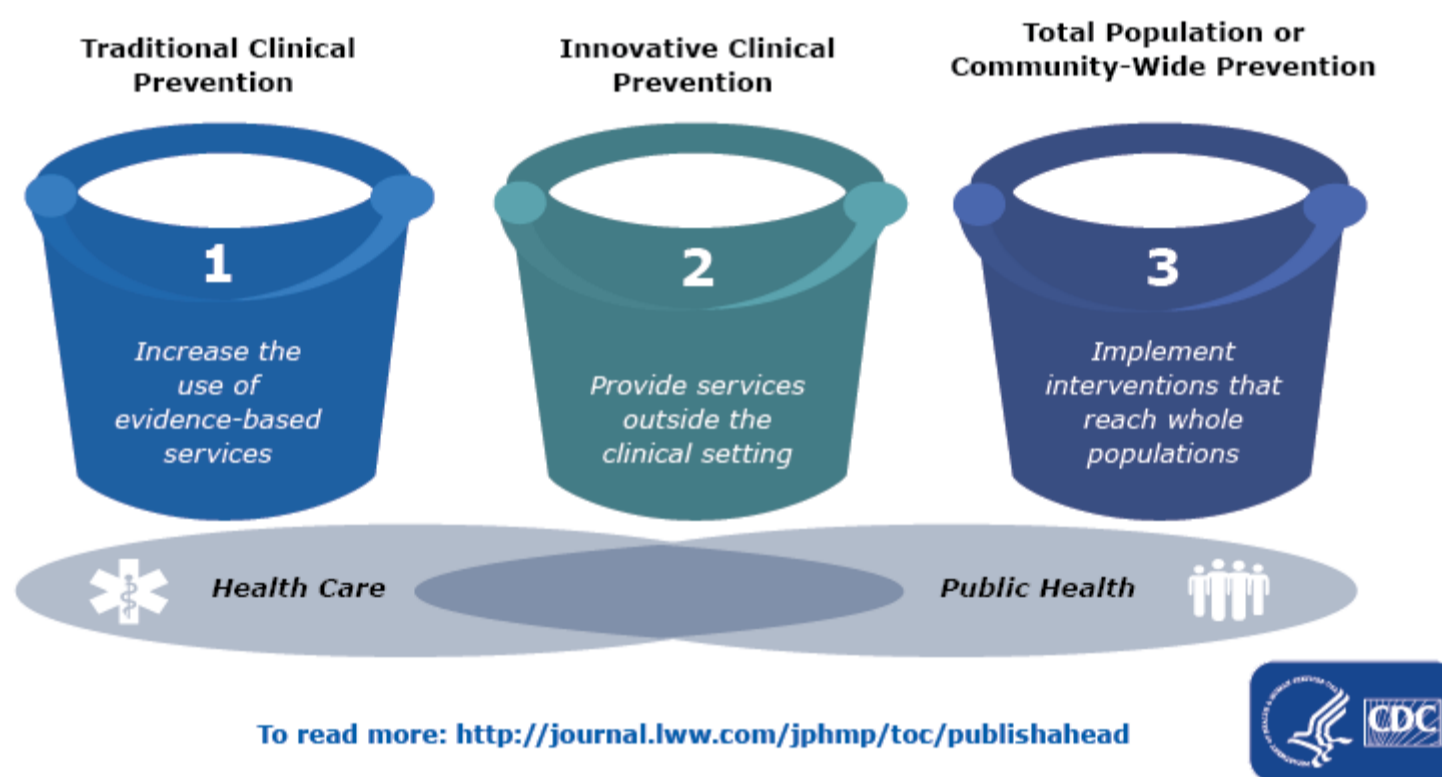 Traditional Clinical
Prevention
Innovative Clinical
Prevention
Total Population or
Community-Wide Prevention
1
Increase the
use of
evidence-based
services
2
Provide services
outside the
clinical setting
3
Implement
interventions that
reach whole
populations
Health Care
Public Health
To read more: http://journal.lww.com/jphmp/toc/publishahead
CDC